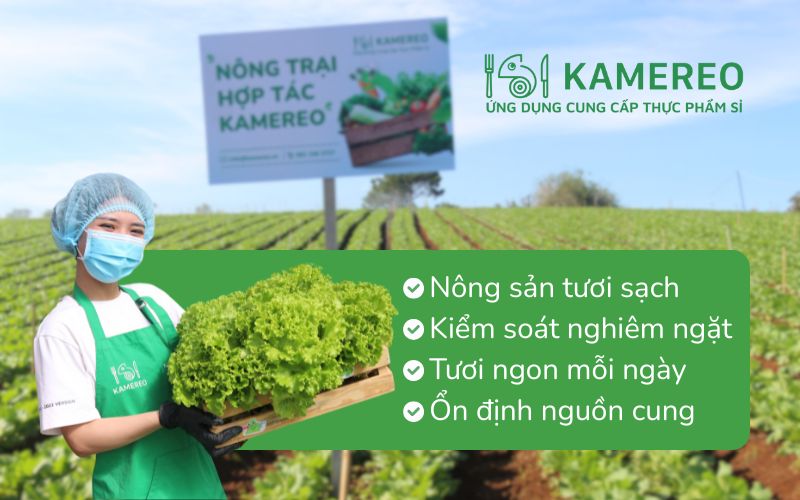 KAMEREO
NÔNG TRẠI
HỢP TÁC
KAMEREO
KAMEREO
ỨNG DỤNG CUNG CẤP THỰC PHẨM SỈ
Nông sản tươi sạch
Kiểm soát nghiêm ngặt
Tươi ngon mỗi ngày
Ổn định nguồn cung
KAMEREO